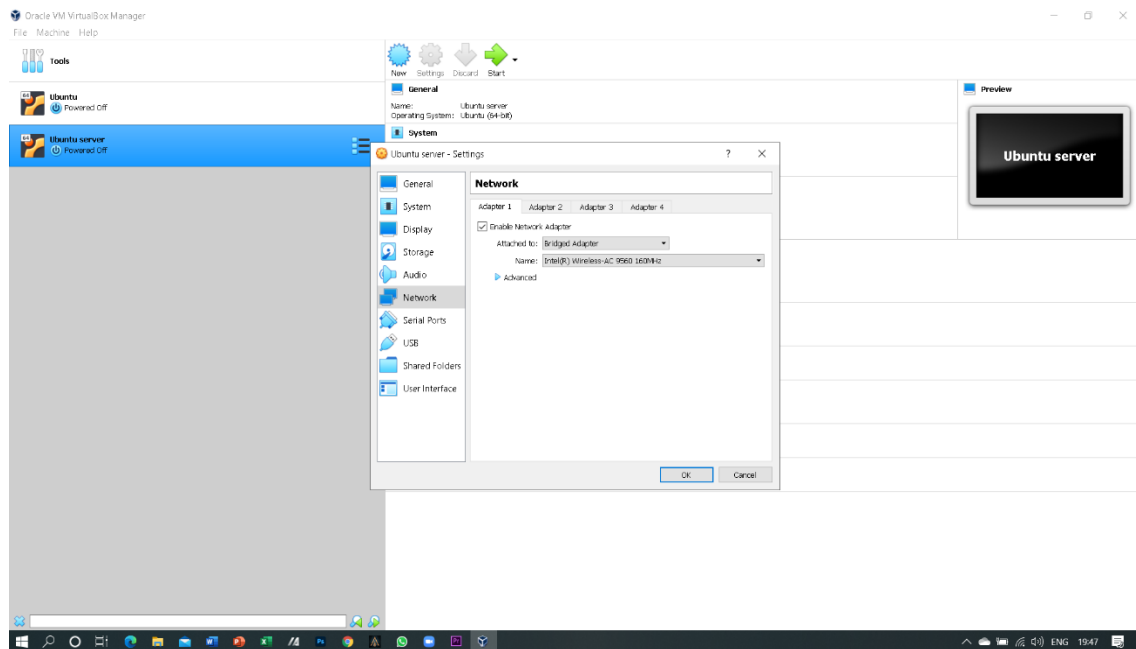 Oracle VM VirtualBox Manager
File Machine Help
Tools
New Settings Discard Start
64
Ubuntu
Powered Off
64
Ubuntu server
Powered Off
General
Name: Ubuntu server
Operating System: Ubuntu (64-bit)
System
Preview
Ubuntu server
Ubuntu server - Settings
?
General
System
Display
Storage
Audio
Network
Serial Ports
USB
Shared Folders
User Interface
Network
Adapter 1 Adapter 2 Adapter 3 Adapter 4
Enable Network Adapter
Attached to: Bridged Adapter
Name: Intel(R) Wireless-AC 9560 160MHz
Advanced
OK Cancel
ENG 19:47